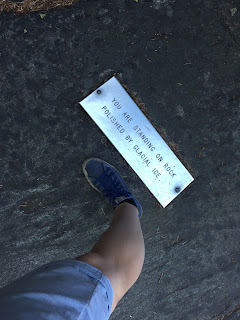 YOU ARE STANDING ON ROCK
POLISHED BY GLACIAL ICE.